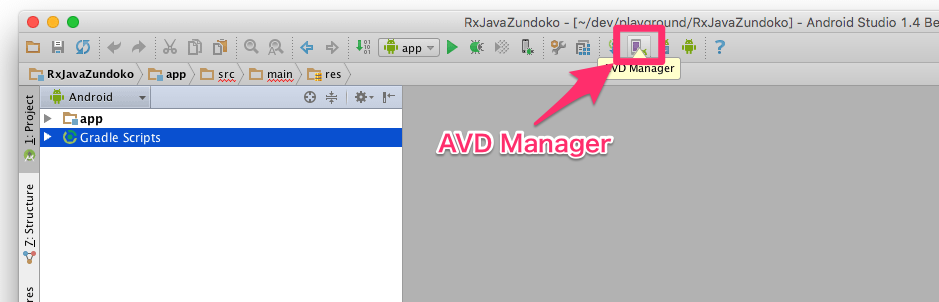 RxJavaZundoko - [~/dev/playground/RxJavaZundoko] - Android Studio 1.4 Be
app
RxJavaZundoko app src main res
AVD Manager
Android
app
Gradle Scripts
AVD Manager
1: Project
7: Structure